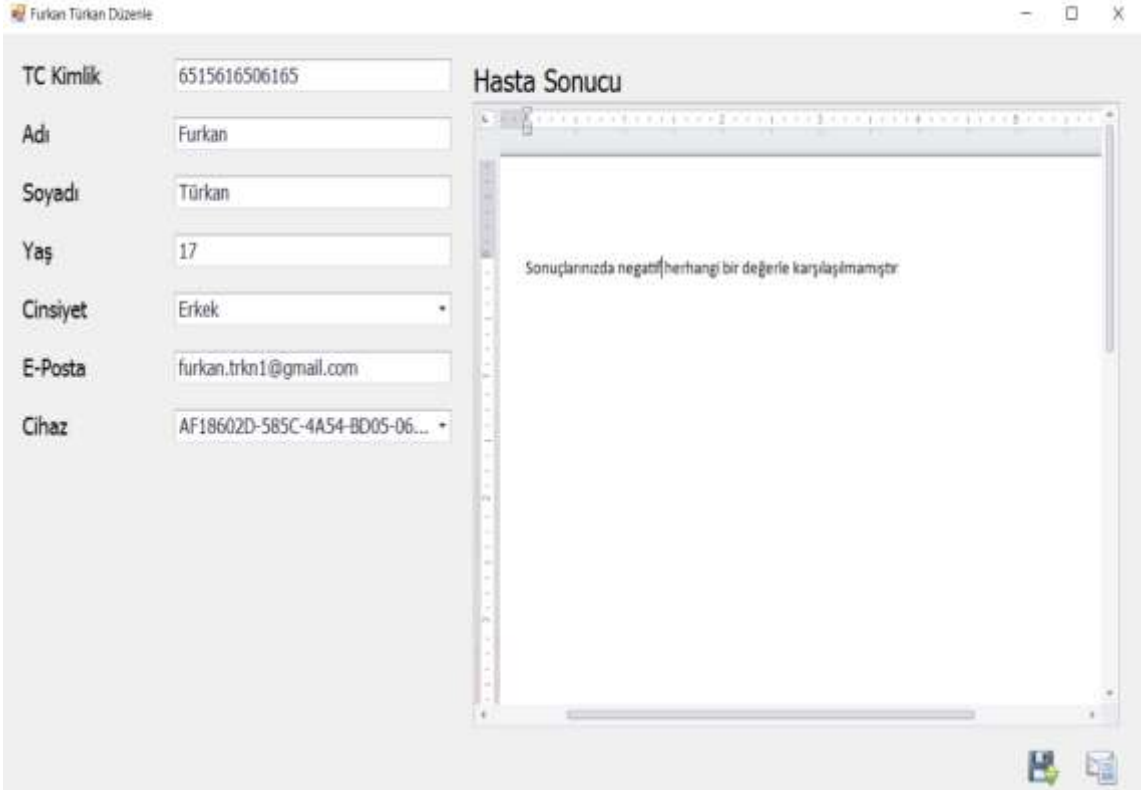 Furkan Türkan Düzenle
TC Kimlik 6515616506165
Adı Furkan
Soyadı Türkan
Yaş 17
Cinsiyet Erkek
E-Posta furkan.trkn1@gmail.com
Cihaz AF18602D-585C-4A54-BD05-06...
Hasta Sonucu
Sonuçlarınızda negatif herhangi bir değerle karşılaşılmamıştır